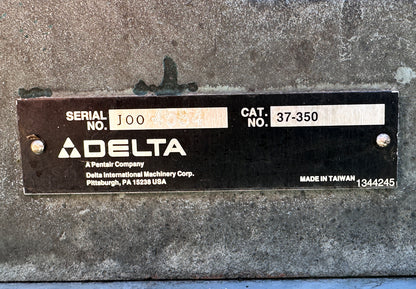 SERIAL NO. J00
CAT. NO. 37-350
DELTA
A Pentair Company
Delta International Machinery Corp.
Pittsburgh, PA 15238 USA
MADE IN TAIWAN 1344245